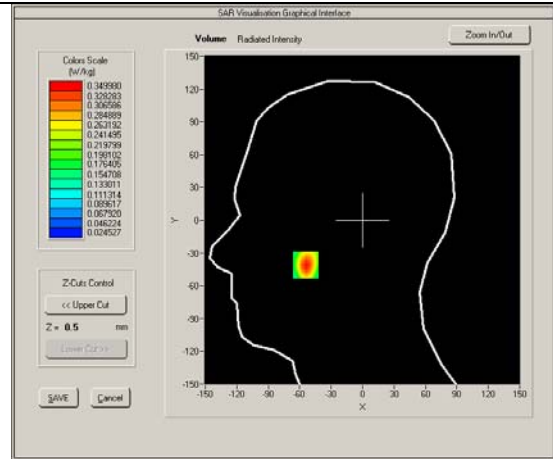 SAR Visualisation Graphical Interface
Volume Radiated Intensity
Zoom In/Out
Colors Scale
(W/kg)
0.349980
0.328283
0.306586
0.284889
0.263192
0.241495
0.219799
0.198102
0.176405
0.154708
0.133011
0.111314
0.089617
0.067920
0.046224
0.024527
Z-Cuts Control
<< Upper Cut
Z = 0.5 mm
Lower Cut >>
SAVE Cancel
150
120
90
60
30
Y 0
-30
-60
-90
-120
-150
-150 -120 -90 -60 -30 0 30 60 90 120 150
X